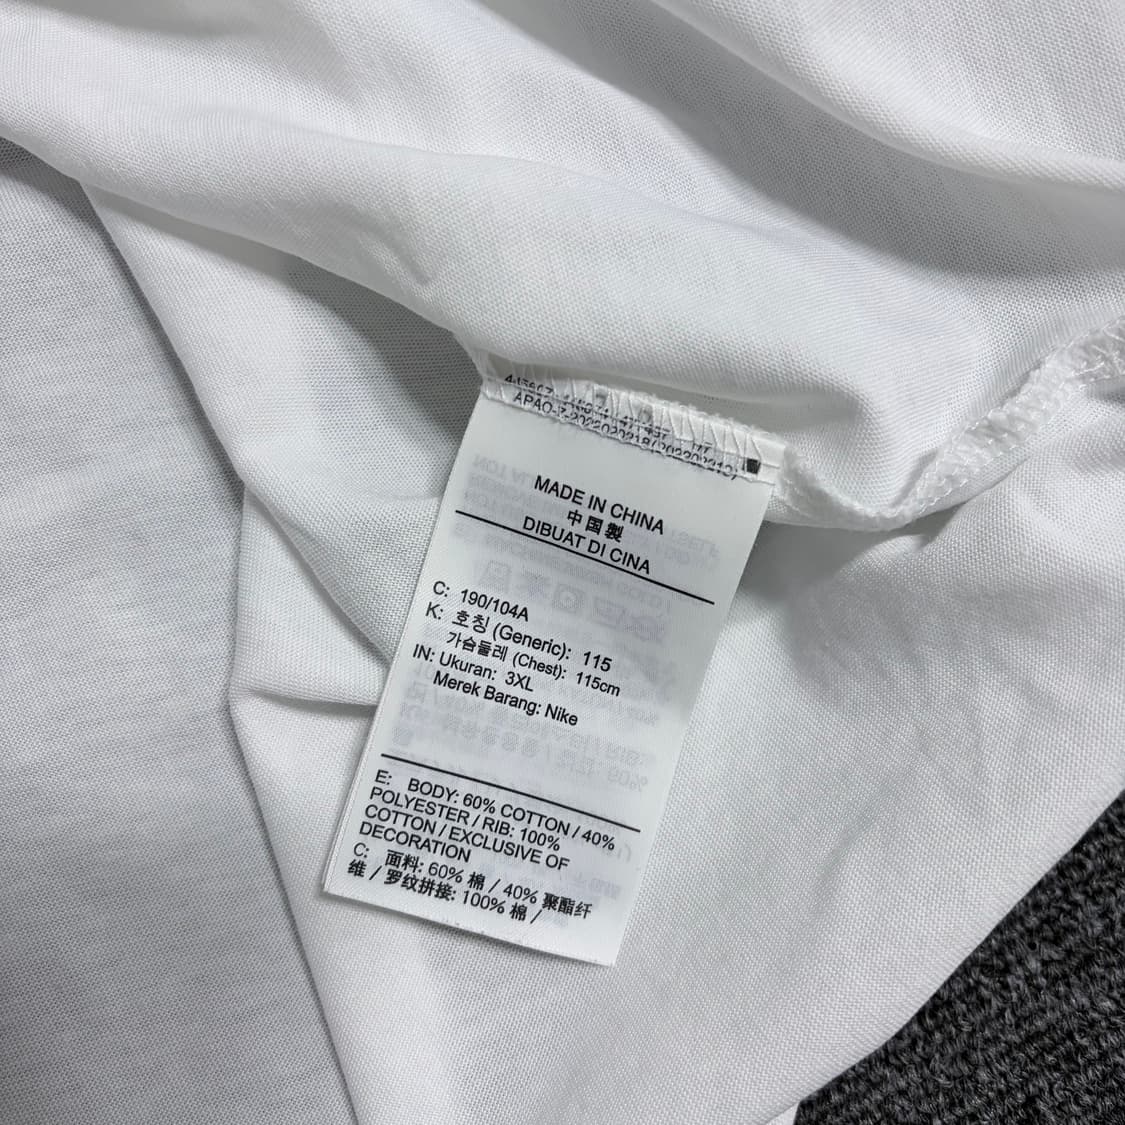 MADE IN CHINA
中国製
DIBUAT DI CINA
C: 190/104A
K: 호칭 (Generic): 115
가슴둘레 (Chest): 115cm
IN: Ukuran: 3XL
Merek Barang: Nike
E: BODY: 60% COTTON / 40%
POLYESTER / RIB: 100%
COTTON / EXCLUSIVE OF
DECORATION
C: 面料: 60% 棉 / 40% 聚酯纤
维 / 罗纹拼接: 100% 棉 /